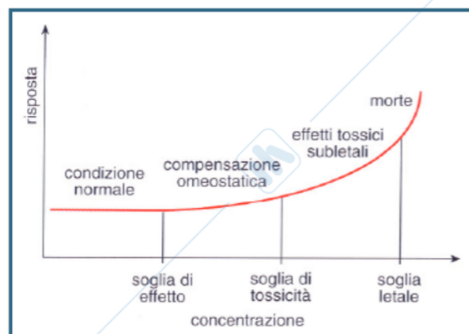 risposta
morte
effetti tossici
subletali
compensazione
omeostatica
condizione
normale
soglia di
effetto
soglia di
tossicità
soglia
letale
concentrazione